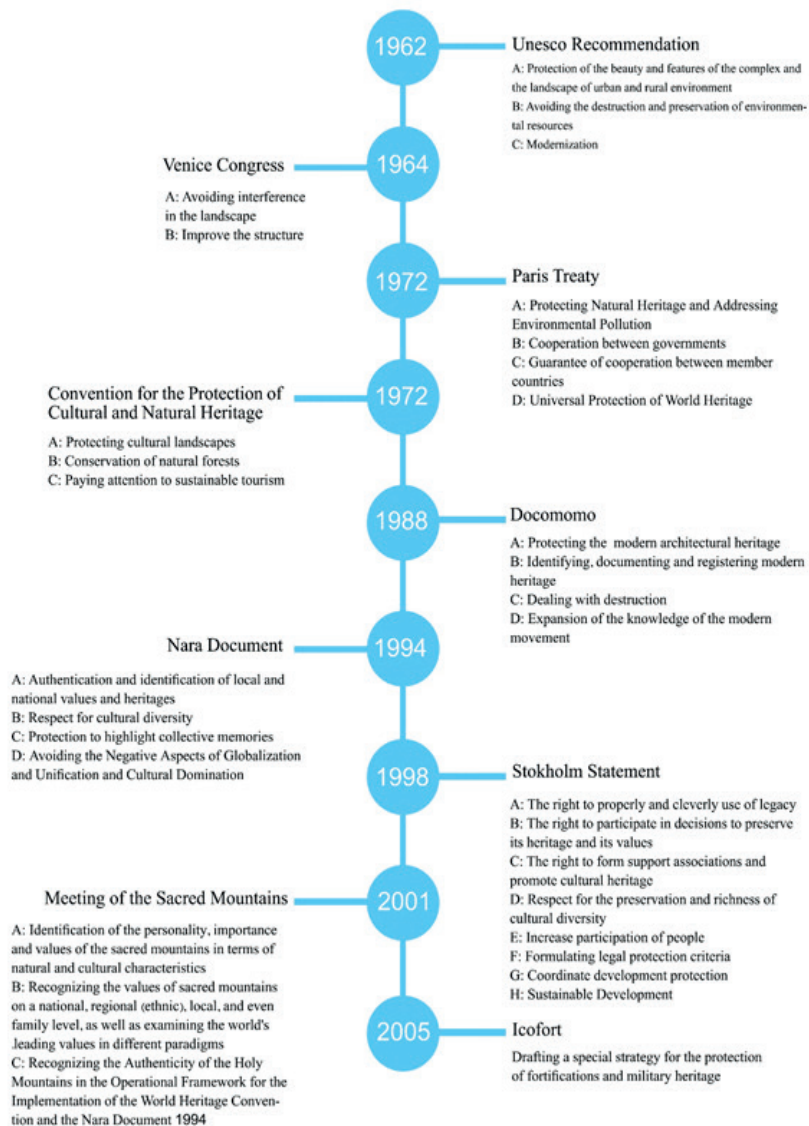 1962
Unesco Recommendation
A: Protection of the beauty and features of the complex and
the landscape of urban and rural environment
B: Avoiding the destruction and preservation of environmen-
tal resources
C: Modernization
1964
Venice Congress
A: Avoiding interference
in the landscape
B: Improve the structure
1972
Paris Treaty
A: Protecting Natural Heritage and Addressing
Environmental Pollution
B: Cooperation between governments
C: Guarantee of cooperation between member
countries
D: Universal Protection of World Heritage
1972
Convention for the Protection of
Cultural and Natural Heritage
A: Protecting cultural landscapes
B: Conservation of natural forests
C: Paying attention to sustainable tourism
1988
Docomomo
A: Protecting the modern architectural heritage
B: Identifying, documenting and registering modern
heritage
C: Dealing with destruction
D: Expansion of the knowledge of the modern
movement
1994
Nara Document
A: Authentication and identification of local and
national values and heritages
B: Respect for cultural diversity
C: Protection to highlight collective memories
D: Avoiding the Negative Aspects of Globalization
and Unification and Cultural Domination
1998
Stokholm Statement
A: The right to properly and cleverly use of legacy
B: The right to participate in decisions to preserve
its heritage and its values
C: The right to form support associations and
promote cultural heritage
D: Respect for the preservation and richness of
cultural diversity
E: Increase participation of people
F: Formulating legal protection criteria
G: Coordinate development protection
H: Sustainable Development
2001
Meeting of the Sacred Mountains
A: Identification of the personality, importance
and values of the sacred mountains in terms of
natural and cultural characteristics
B: Recognizing the values of sacred mountains
on a national, regional (ethnic), local, and even
family level, as well as examining the world's
.leading values in different paradigms
C: Recognizing the Authenticity of the Holy
Mountains in the Operational Framework for the
Implementation of the World Heritage Conven-
tion and the Nara Document 1994
2005
Icofort
Drafting a special strategy for the protection
of fortifications and military heritage